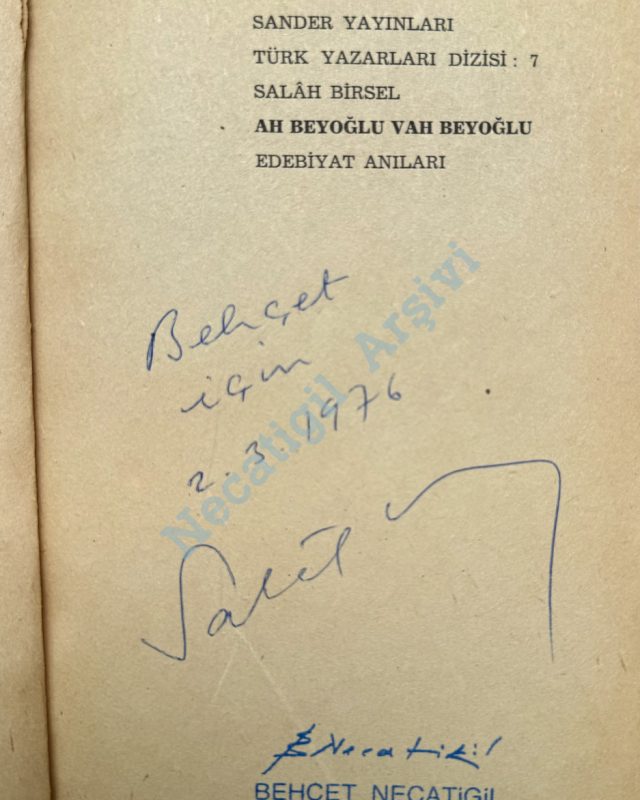 SANDER YAYINLARI
TÜRK YAZARLARI DİZİSİ : 7
SALÂH BİRSEL
AH BEYOĞLU VAH BEYOĞLU
EDEBİYAT ANILARI
Behçet
için
2.3.1976
Salâh
Necatigil Arşivi
B Necatigil
BEHÇET NECATİGİL